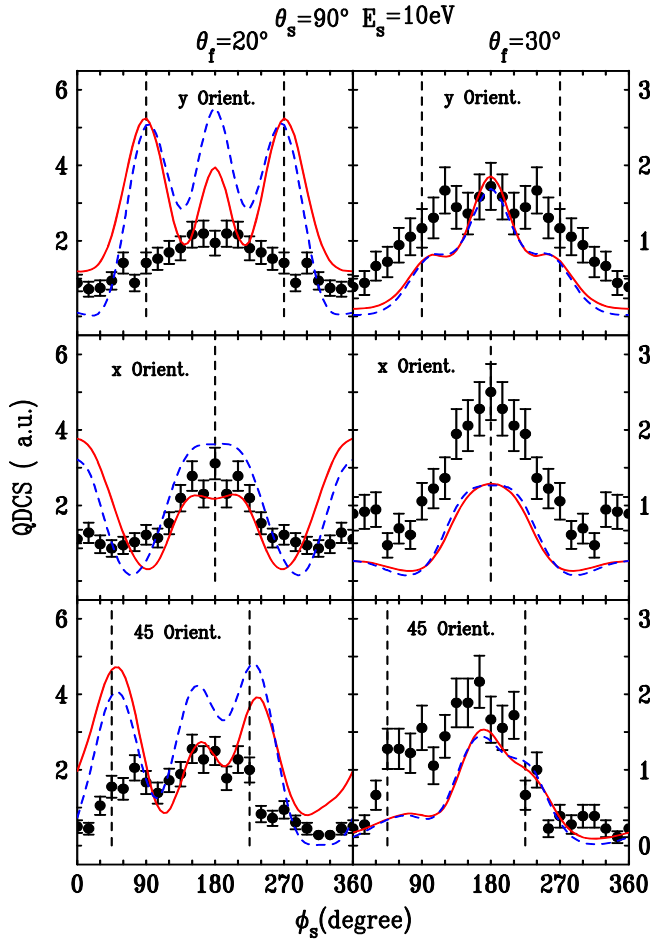 θs=90° Es=10eV
θf=20° θf=30°
y Orient. y Orient.
6 3
4 2
2 1
x Orient. x Orient.
6 3
4 2
2 1
QDCS ( a.u.)
45 Orient. 45 Orient.
6 3
4 2
2 1
0
0 90 180 270 360 90 180 270 360
ϕs(degree)